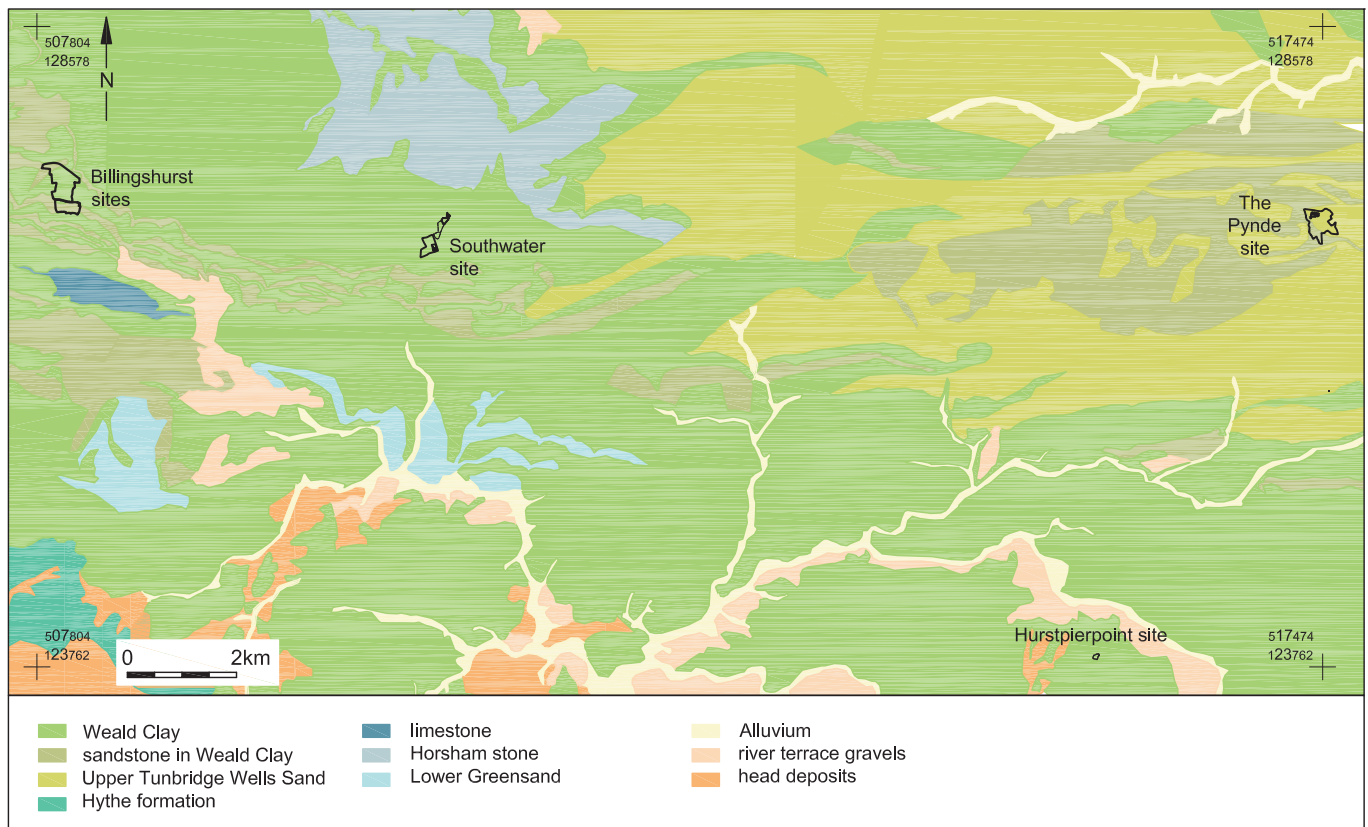 507804
128578
N
517474
128578
Billingshurst
sites
Southwater
site
The
Pynde
site
507804
123762
0 2km
Hurstpierpoint site
517474
123762
Weald Clay
sandstone in Weald Clay
Upper Tunbridge Wells Sand
Hythe formation
limestone
Horsham stone
Lower Greensand
Alluvium
river terrace gravels
head deposits